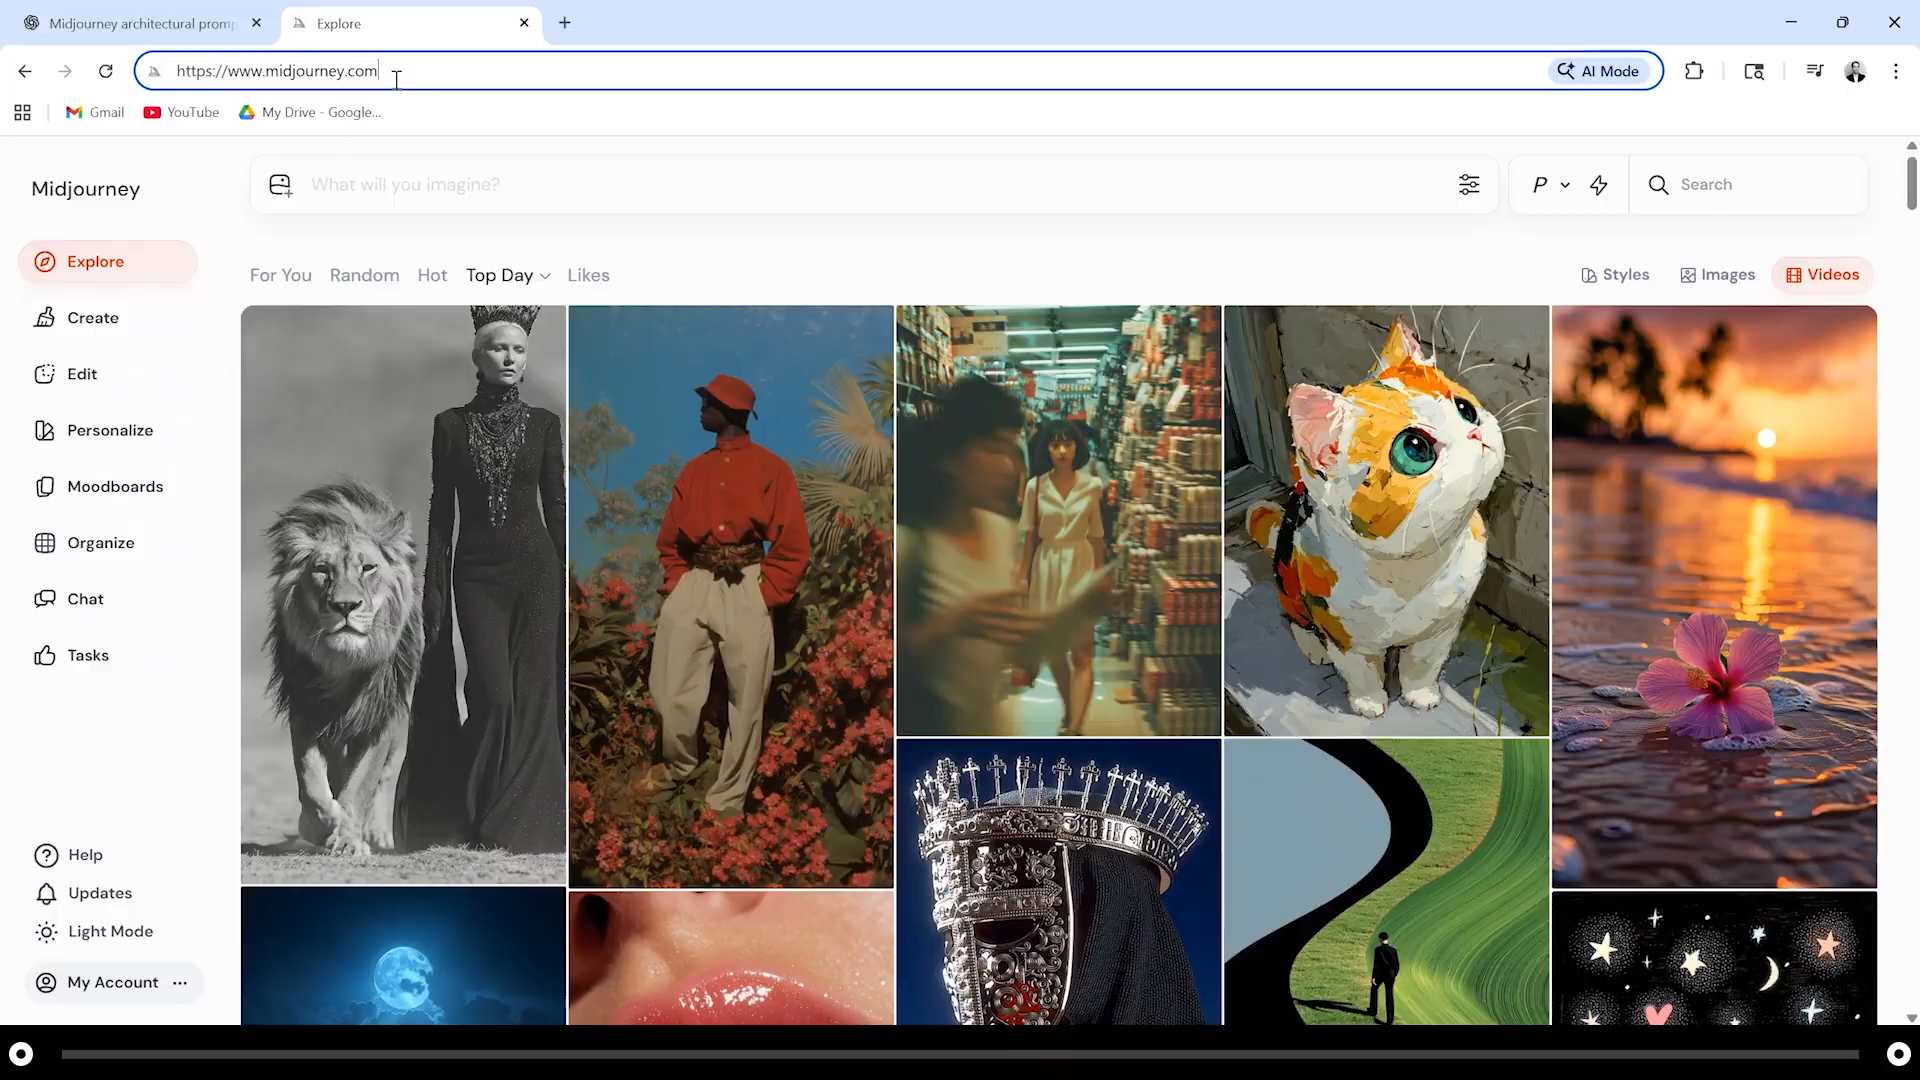 Midjourney architectural promp
Explore
https://www.midjourney.com
AI Mode
Gmail
YouTube
My Drive - Google...
Midjourney
What will you imagine?
P
Search
Explore
For You
Random
Hot
Top Day
Likes
Styles
Images
Videos
Create
Edit
Personalize
Moodboards
Organize
Chat
Tasks
Help
Updates
Light Mode
My Account